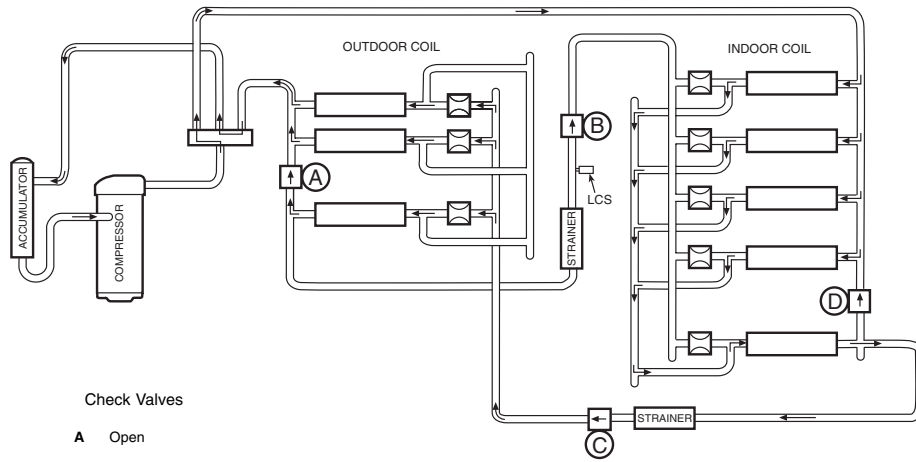 OUTDOOR COIL
INDOOR COIL
B
A
LCS
ACCUMULATOR
COMPRESSOR
STRAINER
D
STRAINER
C
Check Valves
A Open